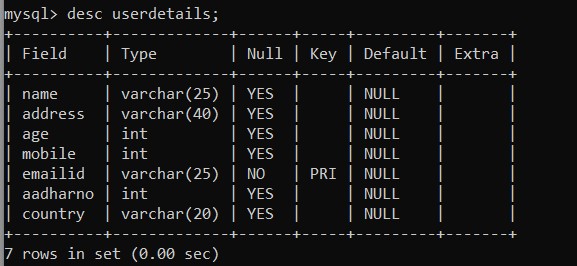 mysql> desc userdetails;
+----------+-------------+------+-----+---------+-------+
| Field    | Type        | Null | Key | Default | Extra |
+----------+-------------+------+-----+---------+-------+
| name     | varchar(25) | YES  |     | NULL    |       |
| address  | varchar(40) | YES  |     | NULL    |       |
| age      | int         | YES  |     | NULL    |       |
| mobile   | int         | YES  |     | NULL    |       |
| emailid  | varchar(25) | NO   | PRI | NULL    |       |
| aadharno | int         | YES  |     | NULL    |       |
| country  | varchar(20) | YES  |     | NULL    |       |
+----------+-------------+------+-----+---------+-------+
7 rows in set (0.00 sec)